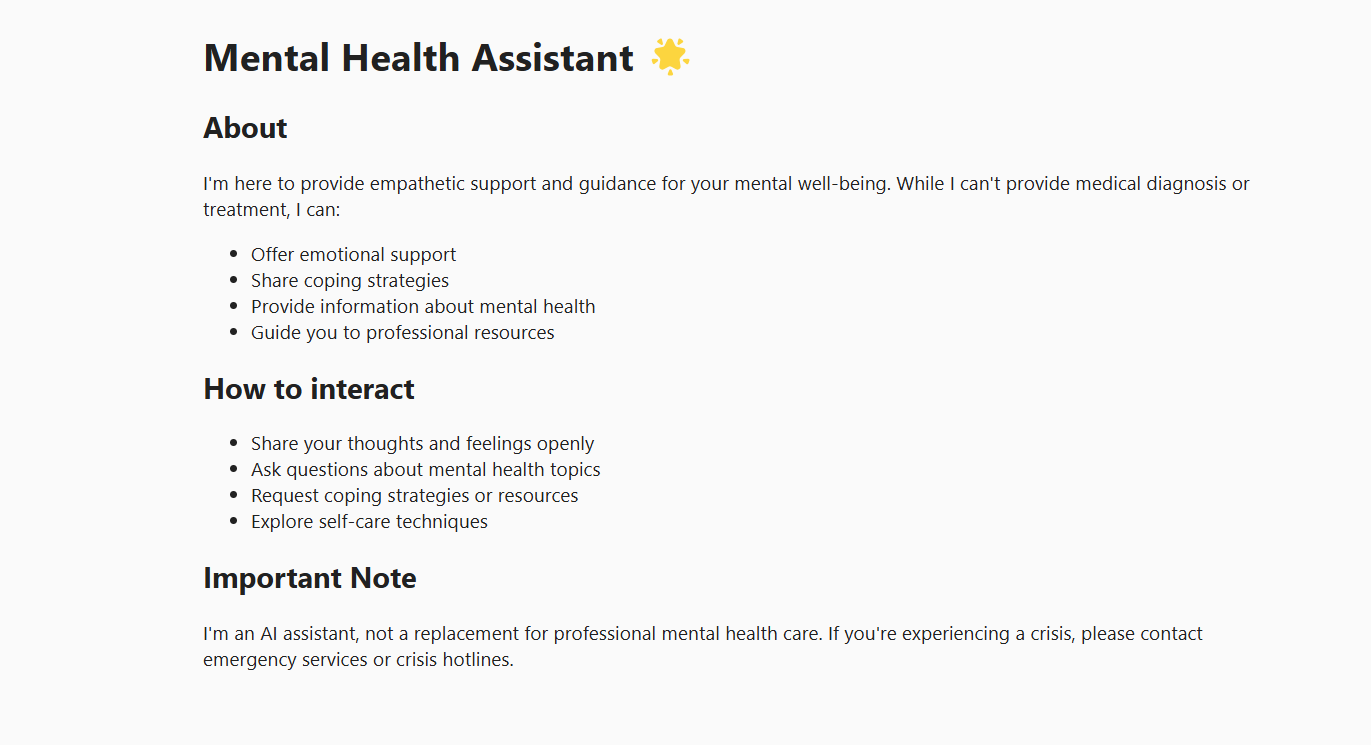 Mental Health Assistant 🌟
About
I'm here to provide empathetic support and guidance for your mental well-being. While I can't provide medical diagnosis or
treatment, I can:
• Offer emotional support
• Share coping strategies
• Provide information about mental health
• Guide you to professional resources
How to interact
• Share your thoughts and feelings openly
• Ask questions about mental health topics
• Request coping strategies or resources
• Explore self-care techniques
Important Note
I'm an AI assistant, not a replacement for professional mental health care. If you're experiencing a crisis, please contact
emergency services or crisis hotlines.